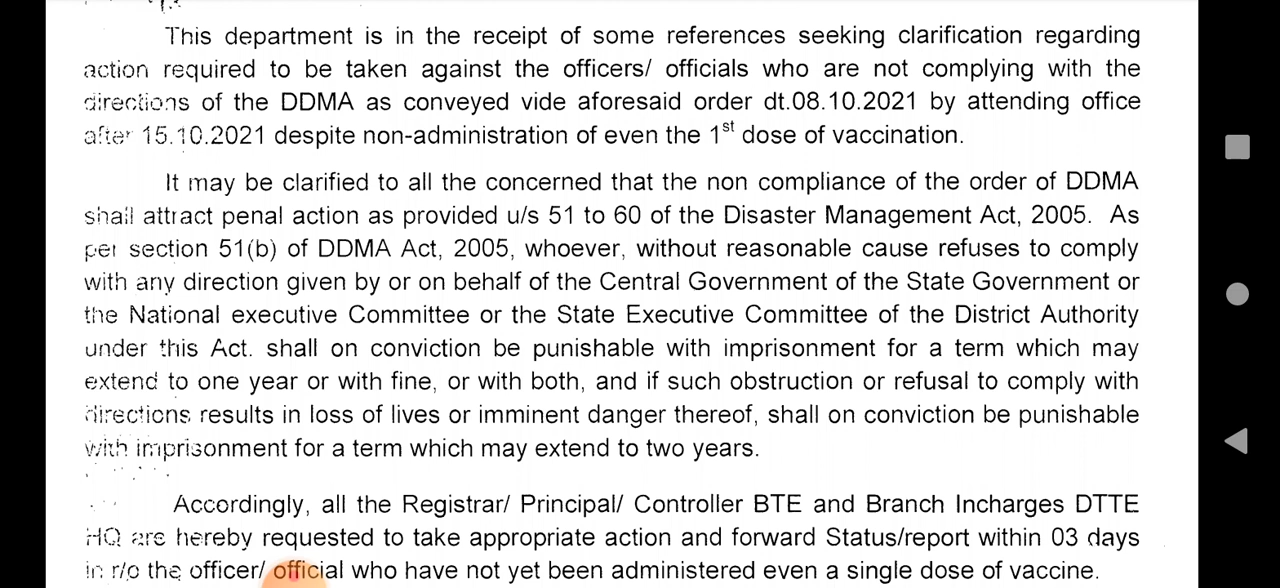 This department is in the receipt of some references seeking clarification regarding
action required to be taken against the officers/ officials who are not complying with the
directions of the DDMA as conveyed vide aforesaid order dt.08.10.2021 by attending office
after 15.10.2021 despite non-administration of even the 1st dose of vaccination.
It may be clarified to all the concerned that the non compliance of the order of DDMA
shall attract penal action as provided u/s 51 to 60 of the Disaster Management Act, 2005. As
per section 51(b) of DDMA Act, 2005, whoever, without reasonable cause refuses to comply
with any direction given by or on behalf of the Central Government of the State Government or
the National executive Committee or the State Executive Committee of the District Authority
under this Act. shall on conviction be punishable with imprisonment for a term which may
extend to one year or with fine, or with both, and if such obstruction or refusal to comply with
directions results in loss of lives or imminent danger thereof, shall on conviction be punishable
with imprisonment for a term which may extend to two years.
Accordingly, all the Registrar/ Principal/ Controller BTE and Branch Incharges DTTE
HQ are hereby requested to take appropriate action and forward Status/report within 03 days
in r/o the officer/ official who have not yet been administered even a single dose of vaccine.